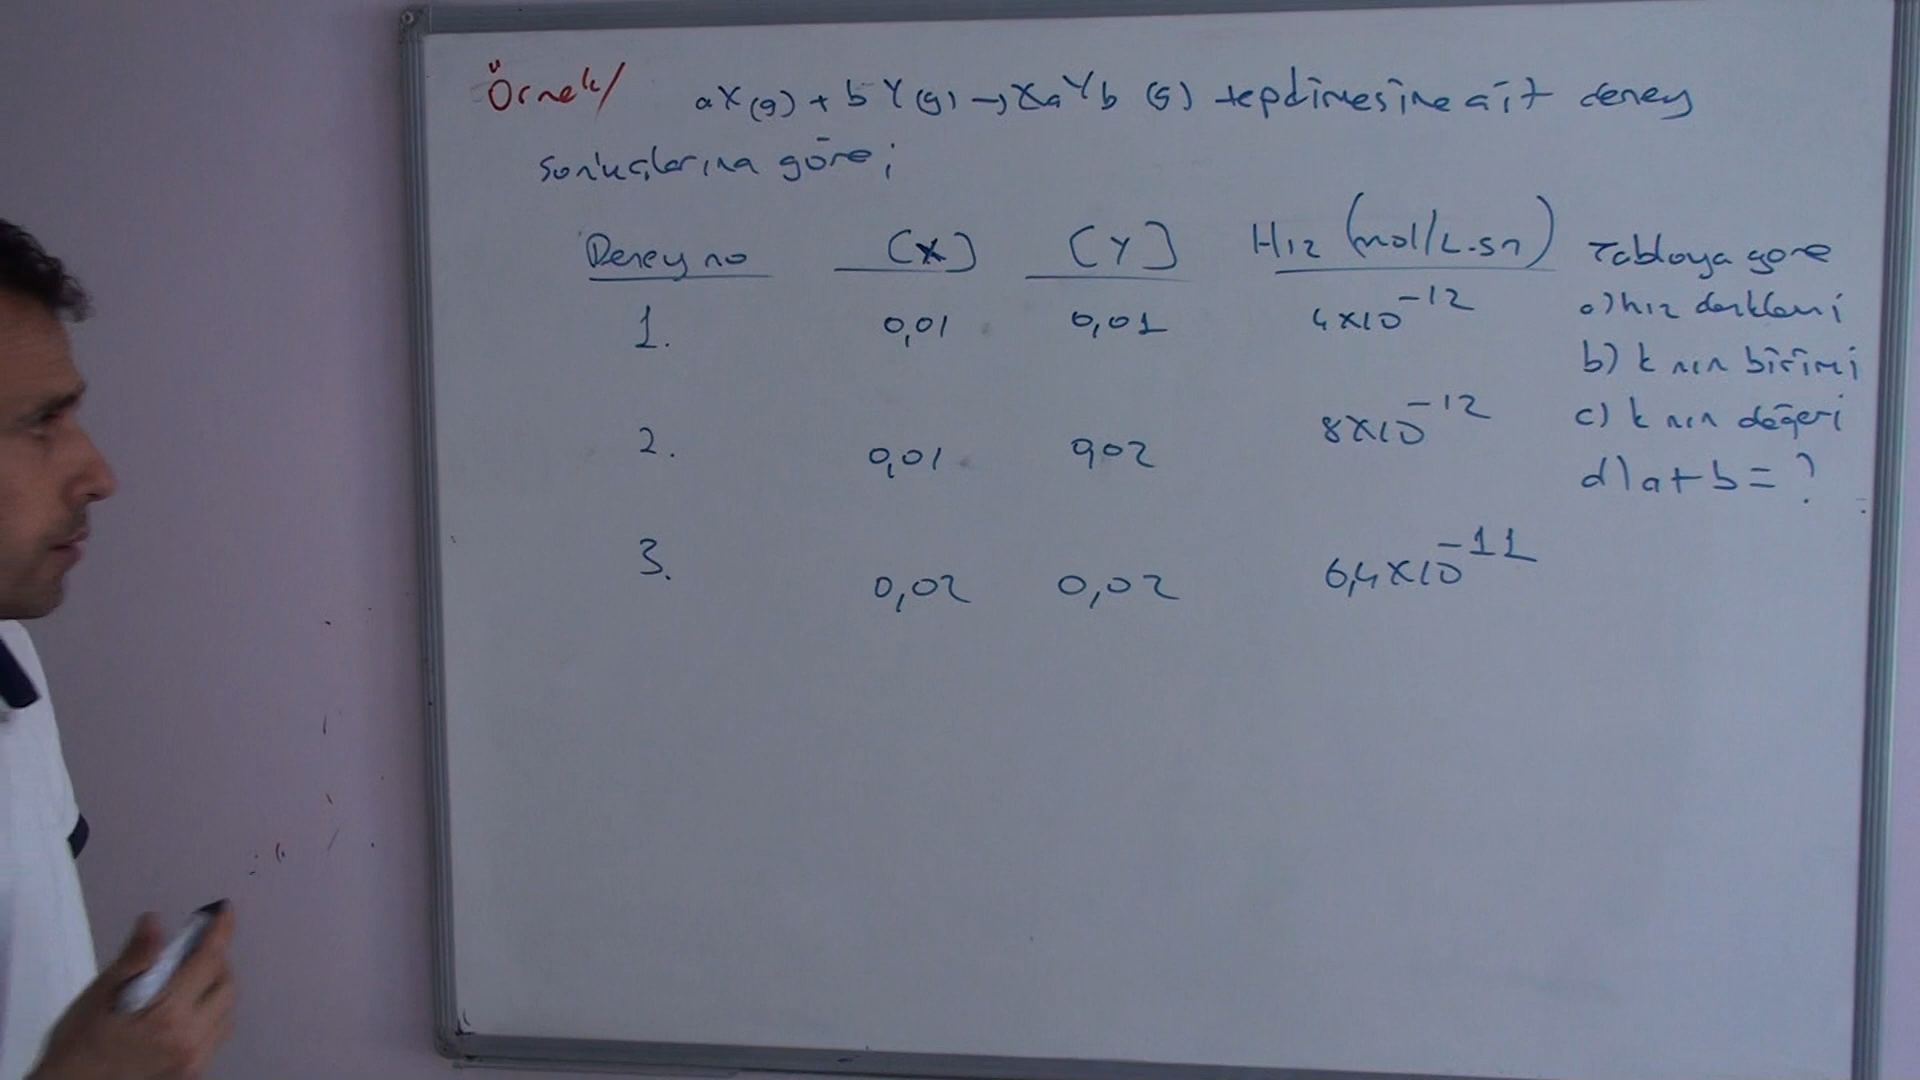 Örnek/ aX(g) + bY(g) → XaYb (g) tepdimesine ait deney
sonuçlarına göre;
Deney no [X] [Y] Hız (mol/L.sn)
1. 0,01 0,01 4x10⁻¹²
2. 0,01 0,02 8x10⁻¹²
3. 0,02 0,02 6,4x10⁻¹¹
Tabloya göre
a) hız denklemi
b) k nın birimi
c) k nın değeri
d) a+b=?